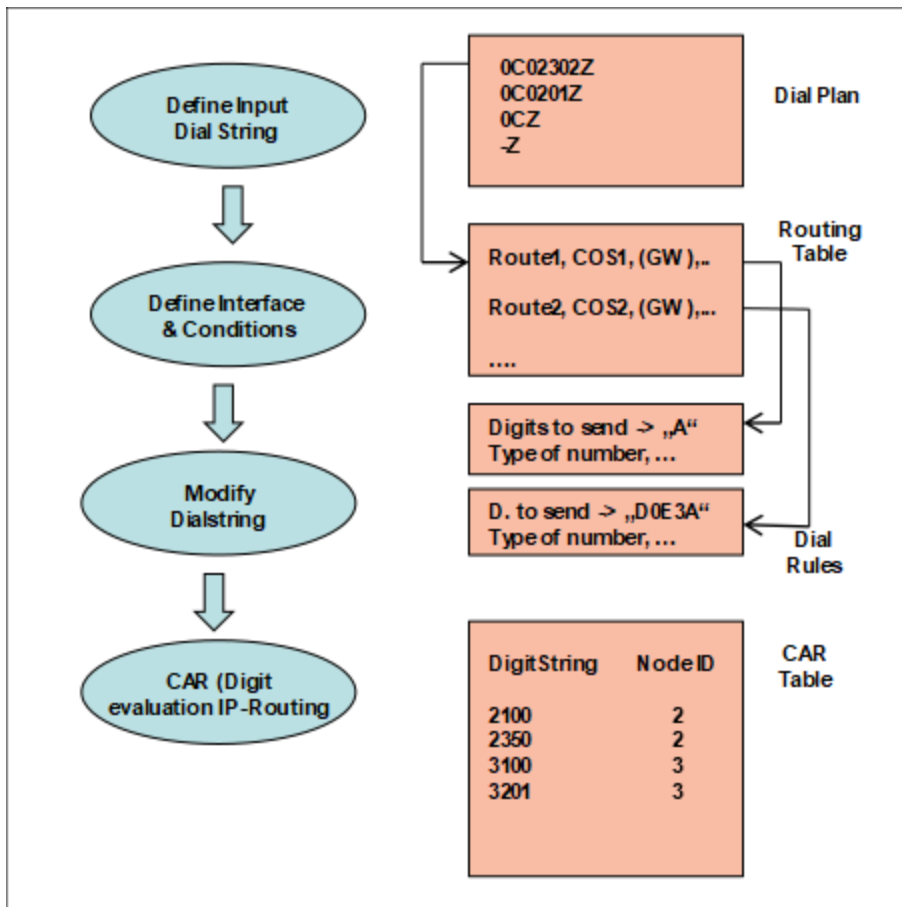 Define Input
Dial String
0C02302Z
0C0201Z
0CZ
-Z
Dial Plan
Define Interface
& Conditions
Route1, COS1, (GW ),..
Route2, COS2, (GW ),...
....
Routing
Table
Modify
Dialstring
Digits to send -> „A“
Type of number, ...
D. to send -> „D0E3A“
Type of number, ...
Dial
Rules
CAR (Digit
evaluation IP-Routing
Digit String Node ID
2100 2
2350 2
3100 3
3201 3
CAR
Table